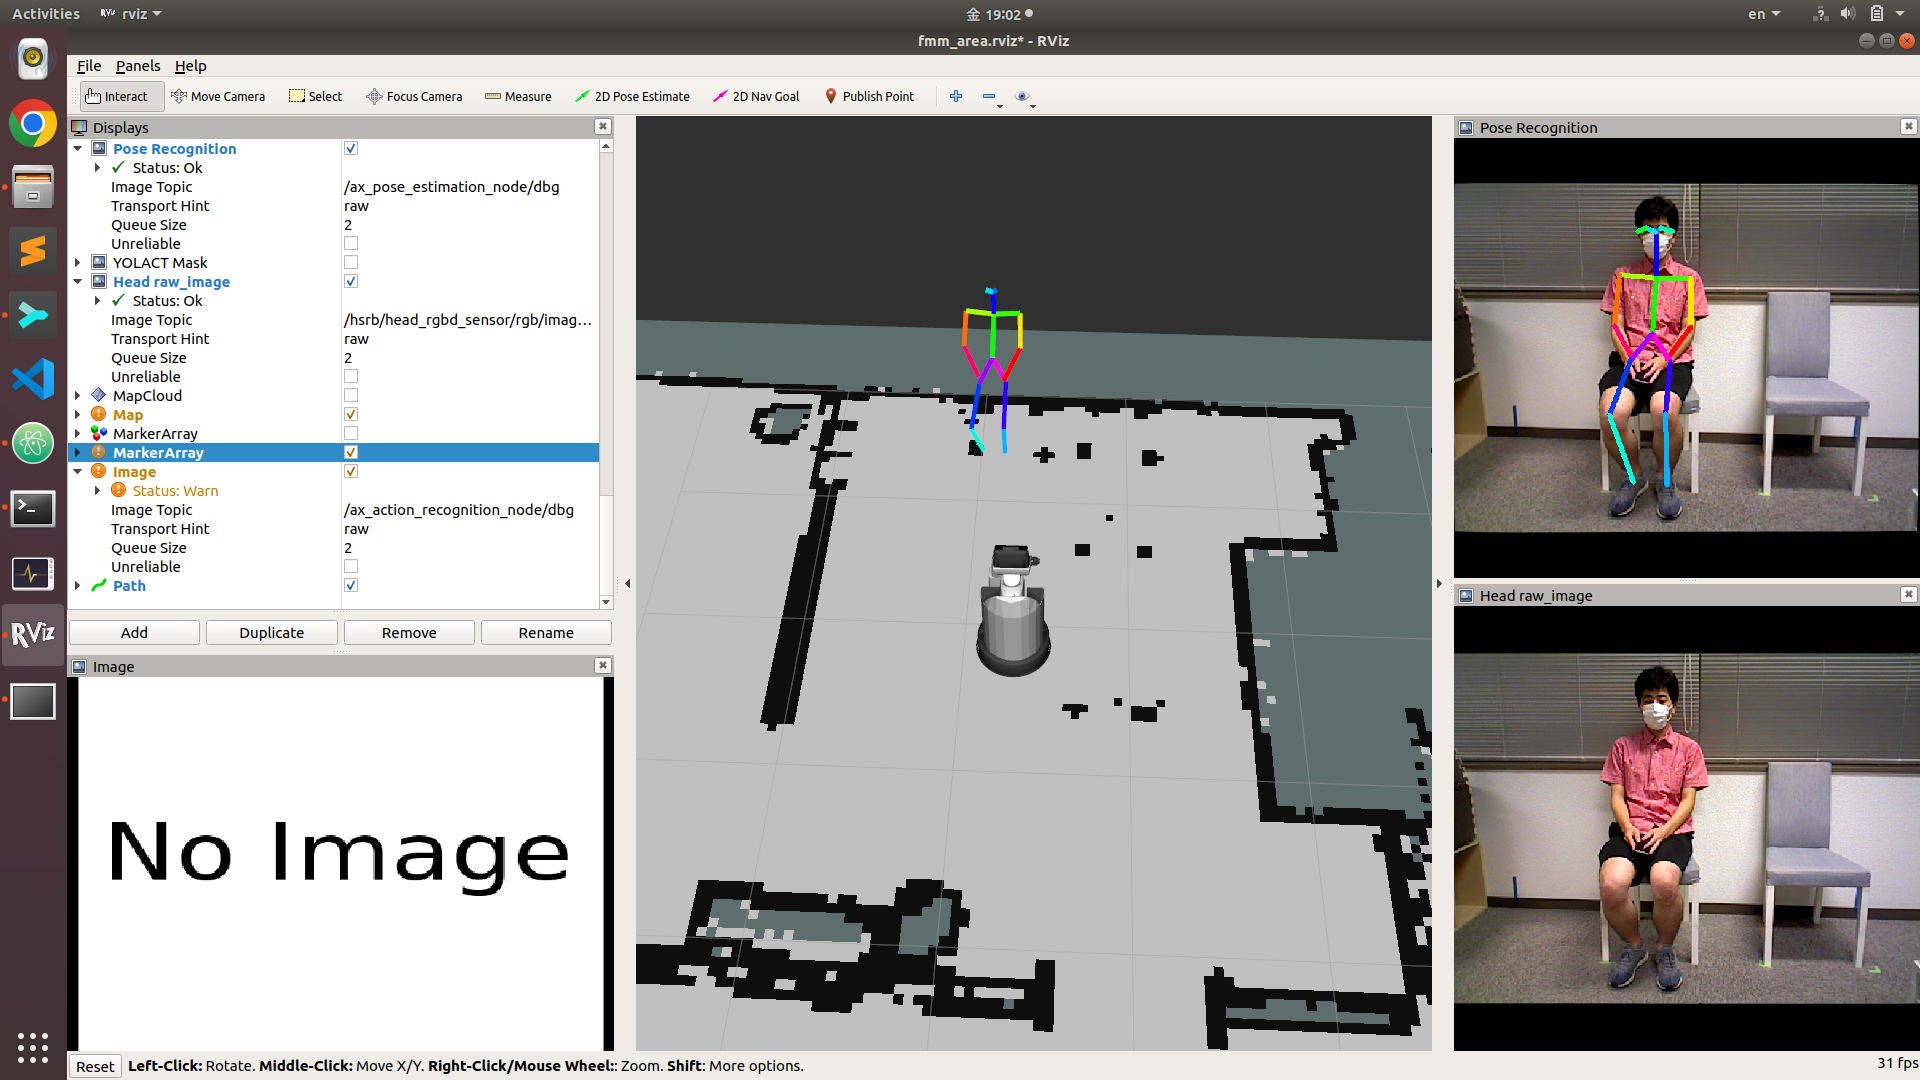 Activities
rviz
金 19:02
en
fmm_area.rviz* - RViz
File Panels Help
Interact
Move Camera
Select
Focus Camera
Measure
2D Pose Estimate
2D Nav Goal
Publish Point
Displays
Pose Recognition
Status: Ok
Image Topic /ax_pose_estimation_node/dbg
Transport Hint raw
Queue Size 2
Unreliable
YOLACT Mask
Head raw_image
Status: Ok
Image Topic /hsrb/head_rgbd_sensor/rgb/imag...
Transport Hint raw
Queue Size 2
Unreliable
MapCloud
Map
MarkerArray
MarkerArray
Image
Status: Warn
Image Topic /ax_action_recognition_node/dbg
Transport Hint raw
Queue Size 2
Unreliable
Path
Add Duplicate Remove Rename
Image
No Image
Pose Recognition
Head raw_image
RViz
Reset Left-Click: Rotate. Middle-Click: Move X/Y. Right-Click/Mouse Wheel:: Zoom. Shift: More options.
31 fps